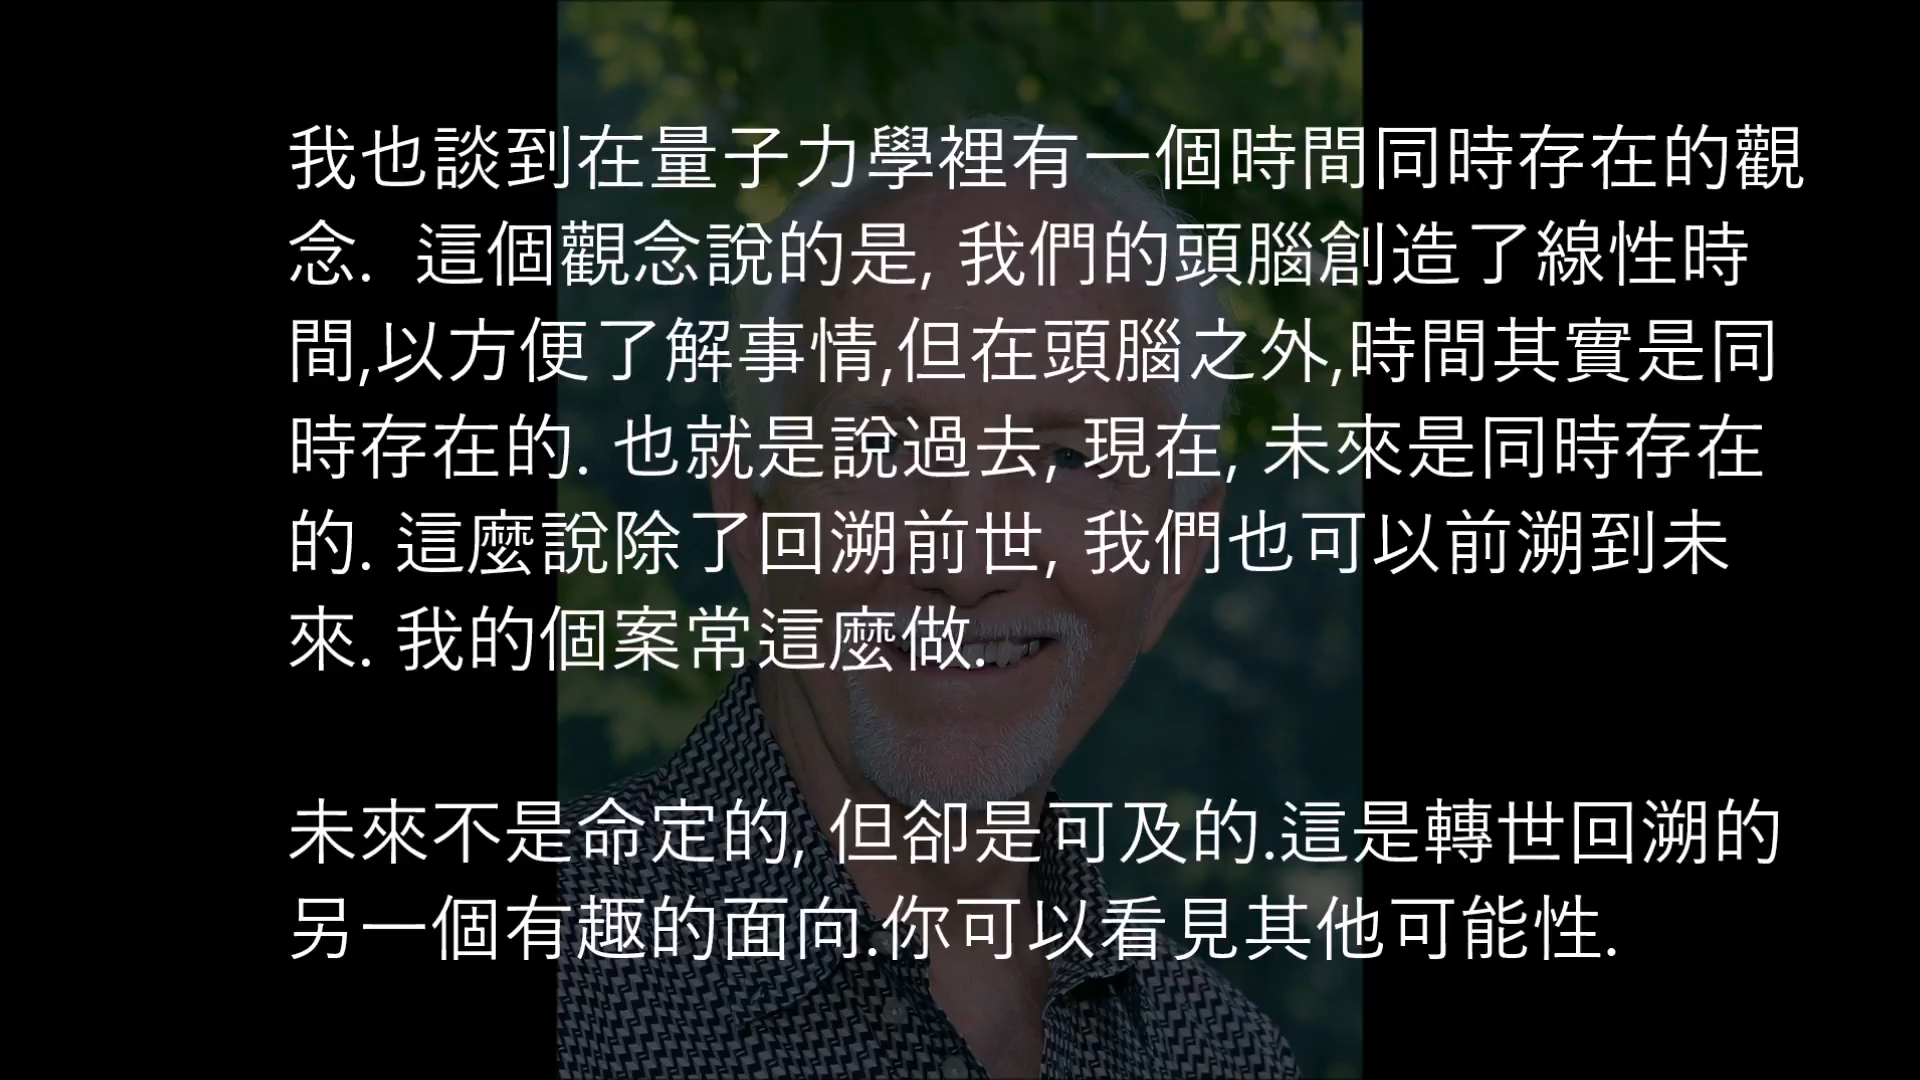 我也談到在量子力學裡有一個時間同時存在的觀
念.  這個觀念說的是, 我們的頭腦創造了線性時
間,以方便了解事情,但在頭腦之外,時間其實是同
時存在的. 也就是說過去, 現在, 未來是同時存在
的. 這麼說除了回溯前世, 我們也可以前溯到未
來. 我的個案常這麼做.
未來不是命定的, 但卻是可及的.這是轉世回溯的
另一個有趣的面向.你可以看見其他可能性.